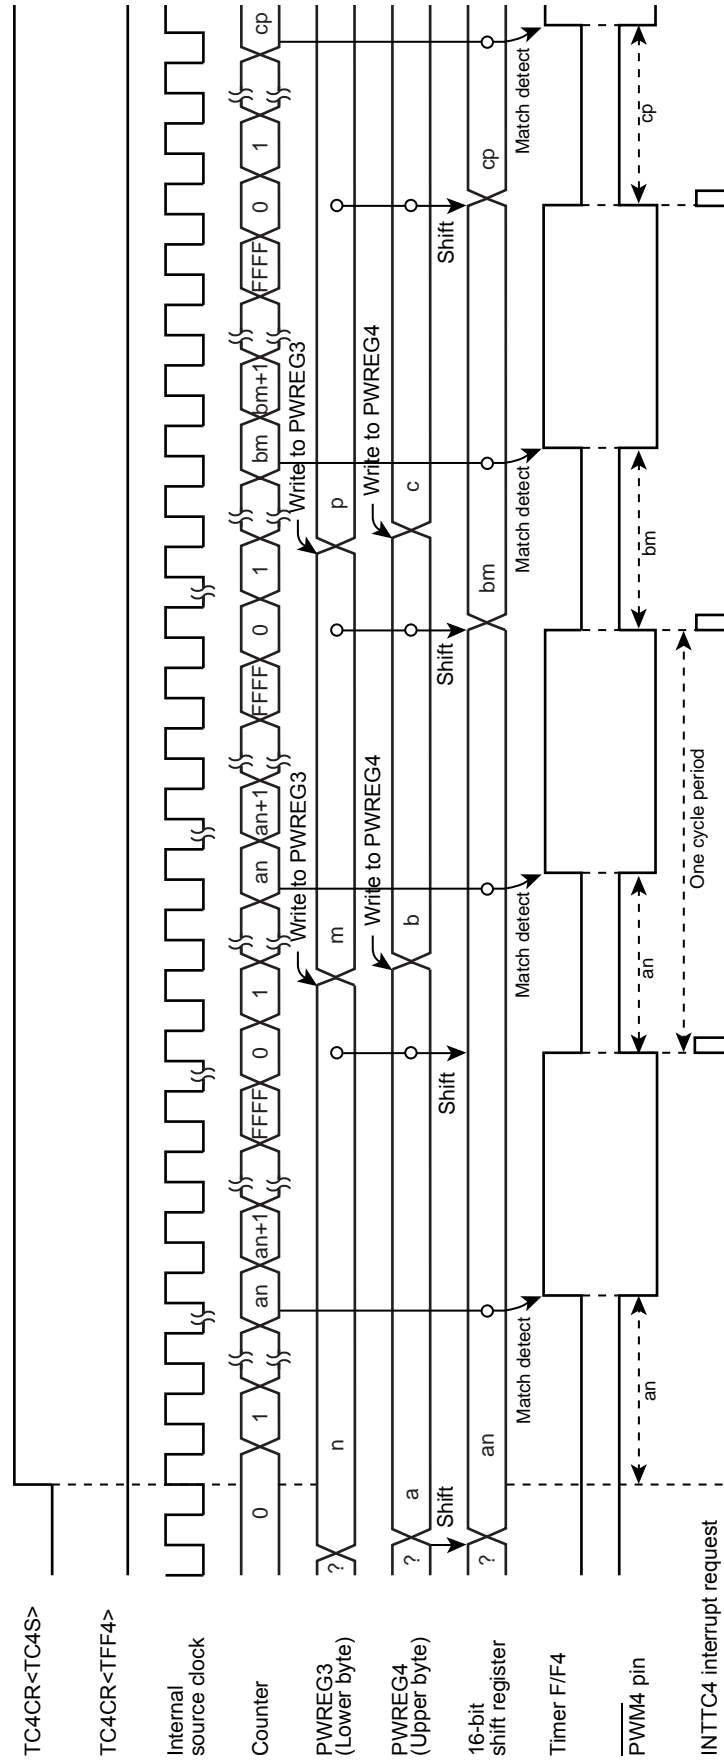 TC4CR<TC4S>
TC4CR<TFF4>
Internal
source clock
Counter
0
1
an
an+1
FFFF
0
1
an
an+1
FFFF
0
1
bm
bm+1
FFFF
0
1
cp
Write to PWREG3
Write to PWREG3
PWREG3
(Lower byte)
?
n
m
p
Write to PWREG4
Write to PWREG4
PWREG4
(Upper byte)
?
a
b
c
Shift
Shift
Shift
Shift
16-bit
shift register
?
an
bm
cp
Match detect
Match detect
Match detect
Match detect
Timer F/F4
PWM4 pin
an
an
bm
cp
One cycle period
INTTC4 interrupt request